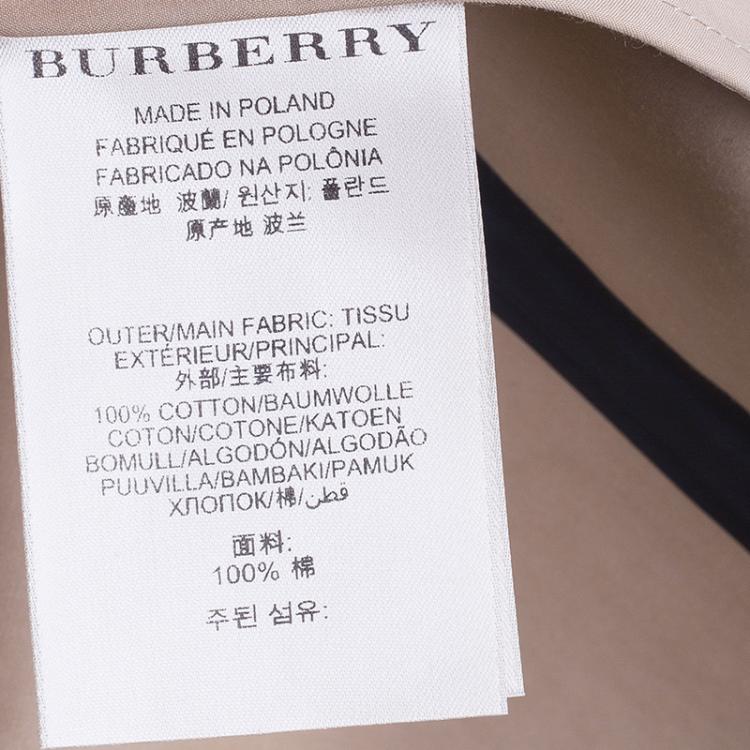 BURBERRY
MADE IN POLAND
FABRIQUÉ EN POLOGNE
FABRICADO NA POLÔNIA
原產地 波蘭/ 원산지: 폴란드
原产地 波兰
OUTER/MAIN FABRIC: TISSU
EXTÉRIEUR/PRINCIPAL:
外部/主要布料:
100% COTTON/BAUMWOLLE
COTON/COTONE/KATOEN
BOMULL/ALGODÓN/ALGODÃO
PUUVILLA/BAMBAKI/PAMUK
ХЛОПОК/棉/قطن
面料:
100% 棉
주된 섬유: